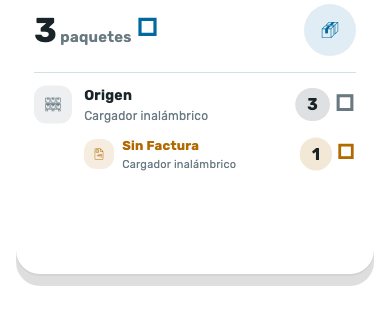 3 paquetes
Origen
Cargador inalámbrico
3
Sin Factura
Cargador inalámbrico
1